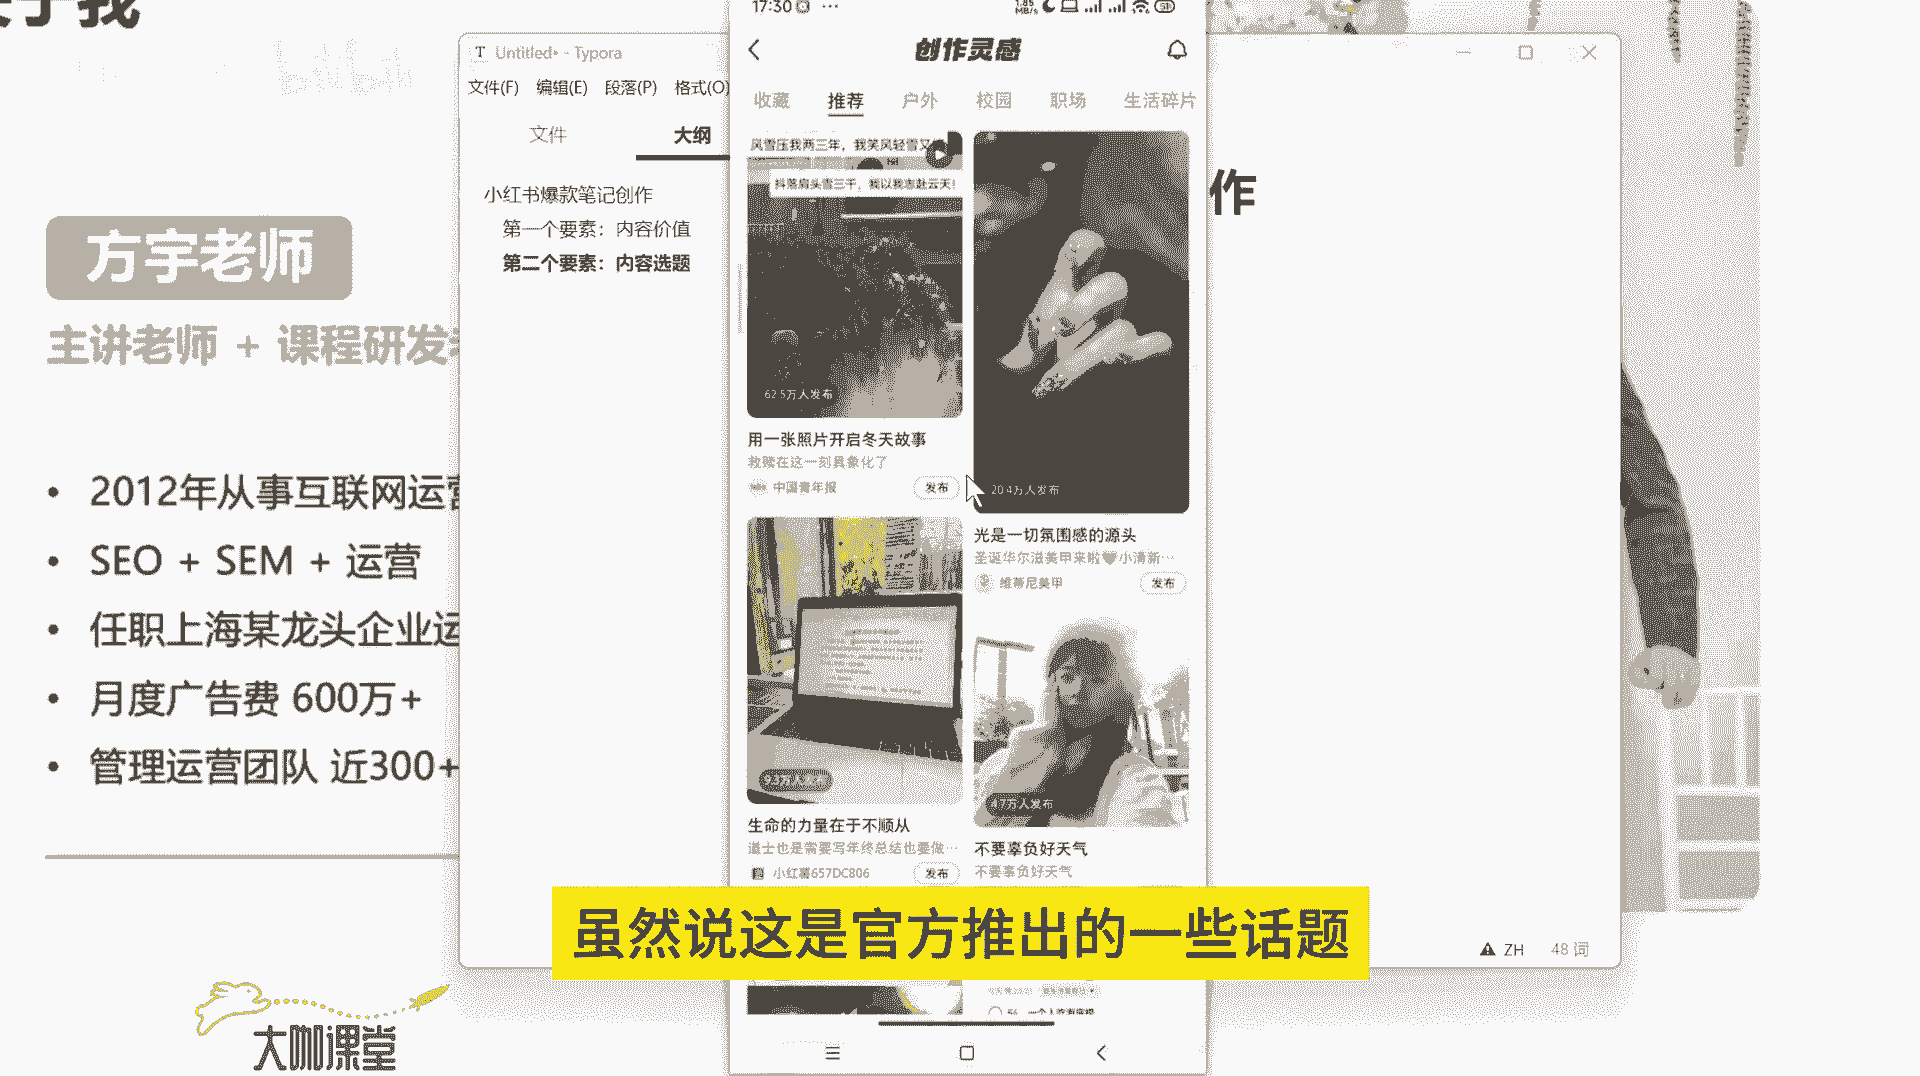 关于我
方宇老师
主讲老师 + 课程研发
• 2012年从事互联网运营
• SEO + SEM + 运营
• 任职上海某龙头企业运
• 月度广告费 600万+
• 管理运营团队 近300+
大咖课堂
Untitled• - Typora
文件(F) 编辑(E) 段落(P) 格式(O)
文件 大纲
小红书爆款笔记创作
第一个要素：内容价值
第二个要素：内容选题
作
ZH 48 词
17:30
创作灵感
收藏 推荐 户外 校园 职场 生活碎片
风雪压我两三年，我笑风轻雪又
抖落肩头雪三千，我以我志赴云天！
62.5万人发布
用一张照片开启冬天故事
救赎在这一刻具象化了
中国青年报 发布
20.4万人发布
光是一切氛围感的源头
圣诞华尔滋美甲来啦🖤小清新…
维蒂尼美甲 发布
9.3万人发布
生命的力量在于不顺从
道士也是需要写年终总结也要做…
小红薯657DC806 发布
4.7万人发布
不要辜负好天气
不要辜负好天气
虽然说这是官方推出的一些话题